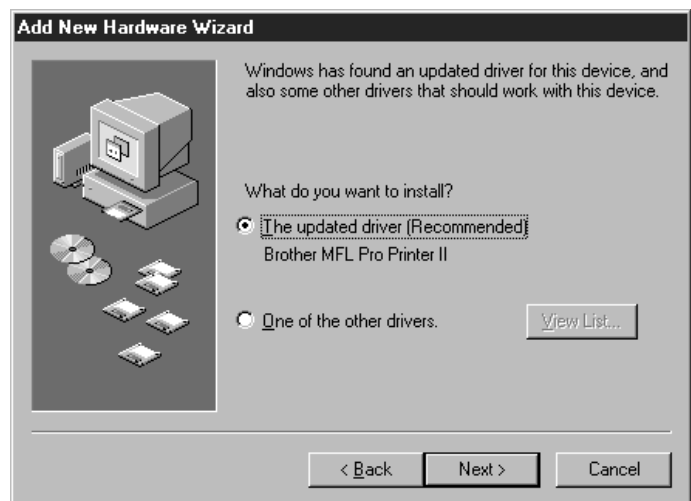 Add New Hardware Wizard
Windows has found an updated driver for this device, and
also some other drivers that should work with this device.
What do you want to install?
The updated driver (Recommended)
Brother MFL Pro Printer II
One of the other drivers.
View List...
< Back
Next >
Cancel